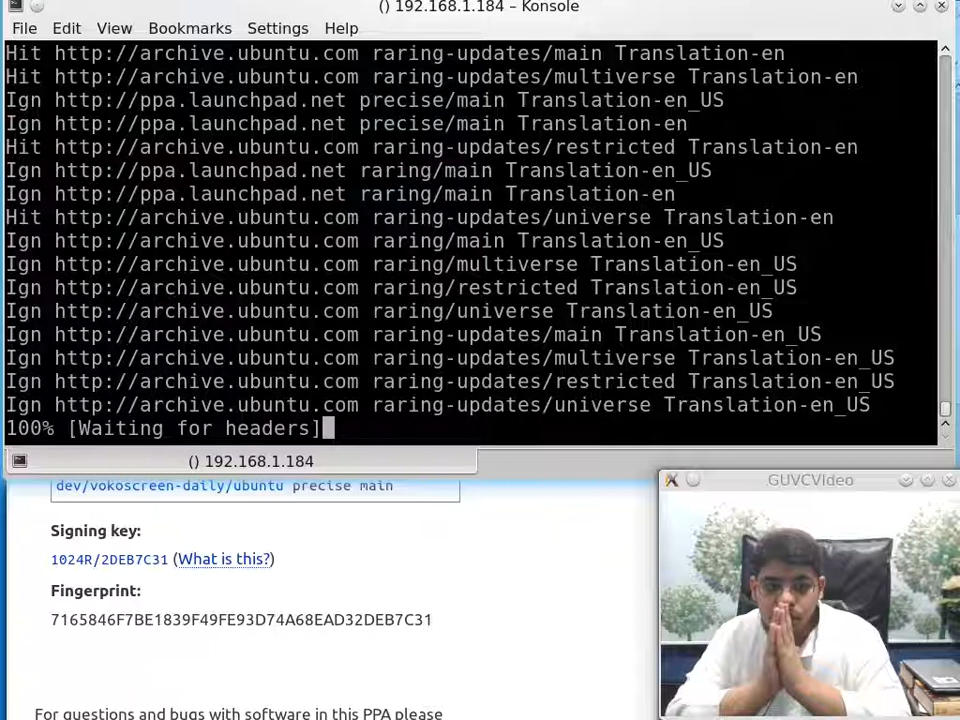 () 192.168.1.184 – Konsole
File Edit View Bookmarks Settings Help
Hit http://archive.ubuntu.com raring-updates/main Translation-en
Hit http://archive.ubuntu.com raring-updates/multiverse Translation-en
Ign http://ppa.launchpad.net precise/main Translation-en_US
Ign http://ppa.launchpad.net precise/main Translation-en
Hit http://archive.ubuntu.com raring-updates/restricted Translation-en
Ign http://ppa.launchpad.net raring/main Translation-en_US
Ign http://ppa.launchpad.net raring/main Translation-en
Hit http://archive.ubuntu.com raring-updates/universe Translation-en
Ign http://archive.ubuntu.com raring/main Translation-en_US
Ign http://archive.ubuntu.com raring/multiverse Translation-en_US
Ign http://archive.ubuntu.com raring/restricted Translation-en_US
Ign http://archive.ubuntu.com raring/universe Translation-en_US
Ign http://archive.ubuntu.com raring-updates/main Translation-en_US
Ign http://archive.ubuntu.com raring-updates/multiverse Translation-en_US
Ign http://archive.ubuntu.com raring-updates/restricted Translation-en_US
Ign http://archive.ubuntu.com raring-updates/universe Translation-en_US
100% [Waiting for headers]
() 192.168.1.184
dev/vokoscreen-daily/ubuntu precise main
Signing key:
1024R/2DEB7C31 (What is this?)
Fingerprint:
7165846F7BE1839F49FE93D74A68EAD32DEB7C31
For questions and bugs with software in this PPA please
GUVCVideo